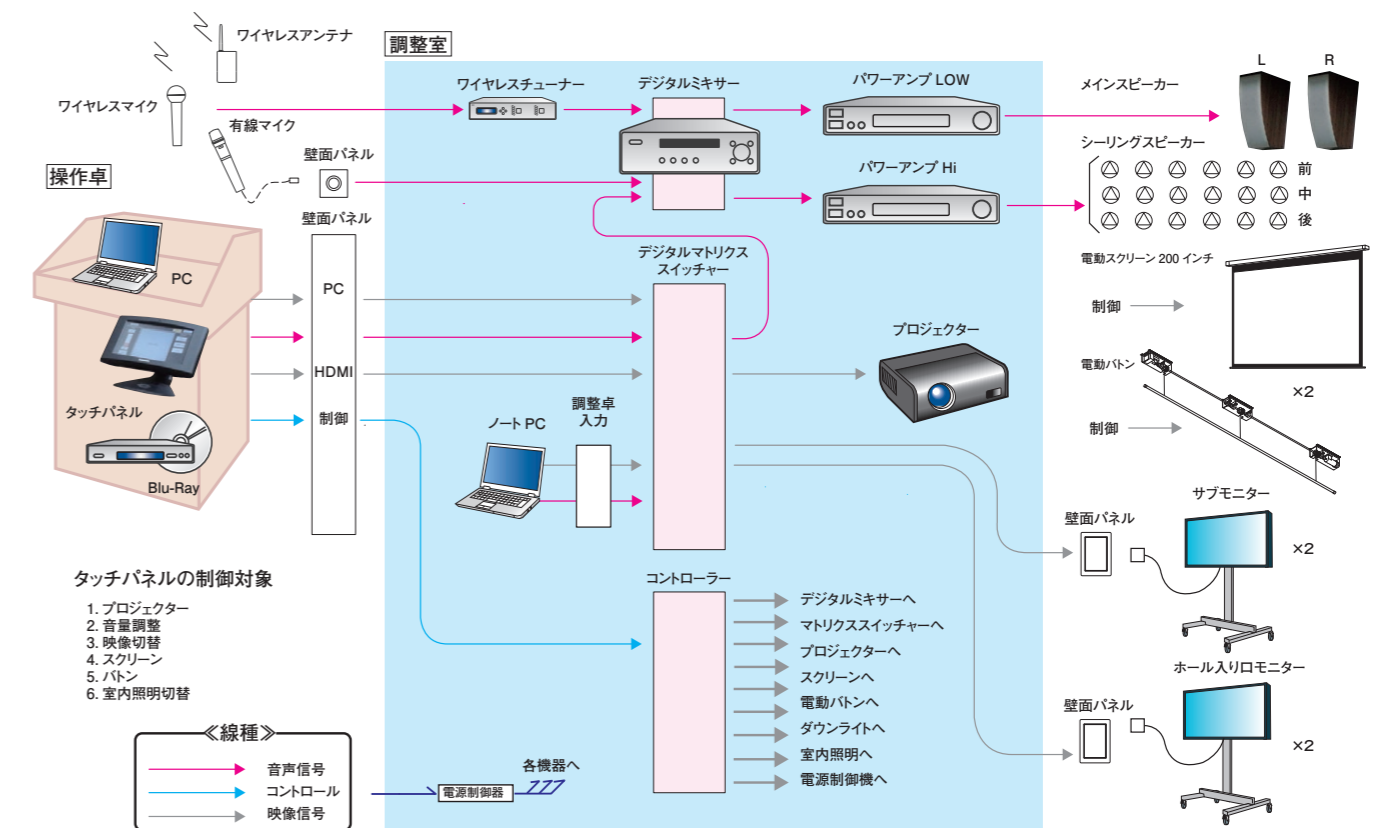 ワイヤレスアンテナ
調整室
ワイヤレスマイク
有線マイク
壁面パネル
ワイヤレスチューナー
デジタルミキサー
パワーアンプ LOW
パワーアンプ Hi
メインスピーカー
L
R
シーリングスピーカー
前
中
後
操作卓
PC
タッチパネル
Blu-Ray
壁面パネル
PC
HDMI
制御
デジタルマトリクス
スイッチャー
ノート PC
調整卓
入力
プロジェクター
電動スクリーン 200 インチ
制御
×2
電動バトン
制御
サブモニター
壁面パネル
×2
ホール入り口モニター
壁面パネル
×2
コントローラー
デジタルミキサーへ
マトリクススイッチャーへ
プロジェクターへ
スクリーンへ
電動バトンへ
ダウンライトへ
室内照明へ
電源制御機へ
タッチパネルの制御対象
1. プロジェクター
2. 音量調整
3. 映像切替
4. スクリーン
5. バトン
6. 室内照明切替
≪線種≫
音声信号
コントロール
映像信号
電源制御器
各機器へ